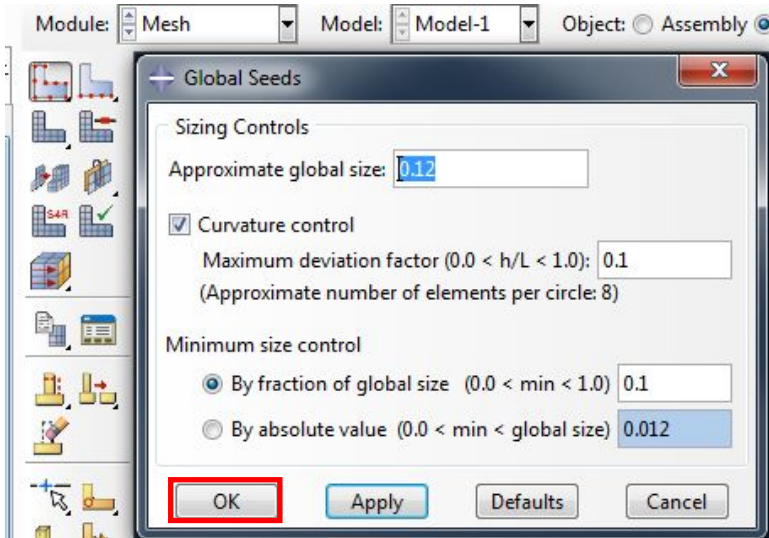 Module: Mesh Model: Model-1 Object: Assembly
Global Seeds
Sizing Controls
Approximate global size: 0.12
Curvature control
Maximum deviation factor (0.0 < h/L < 1.0): 0.1
(Approximate number of elements per circle: 8)
Minimum size control
By fraction of global size (0.0 < min < 1.0) 0.1
By absolute value (0.0 < min < global size) 0.012
OK Apply Defaults Cancel
S4R